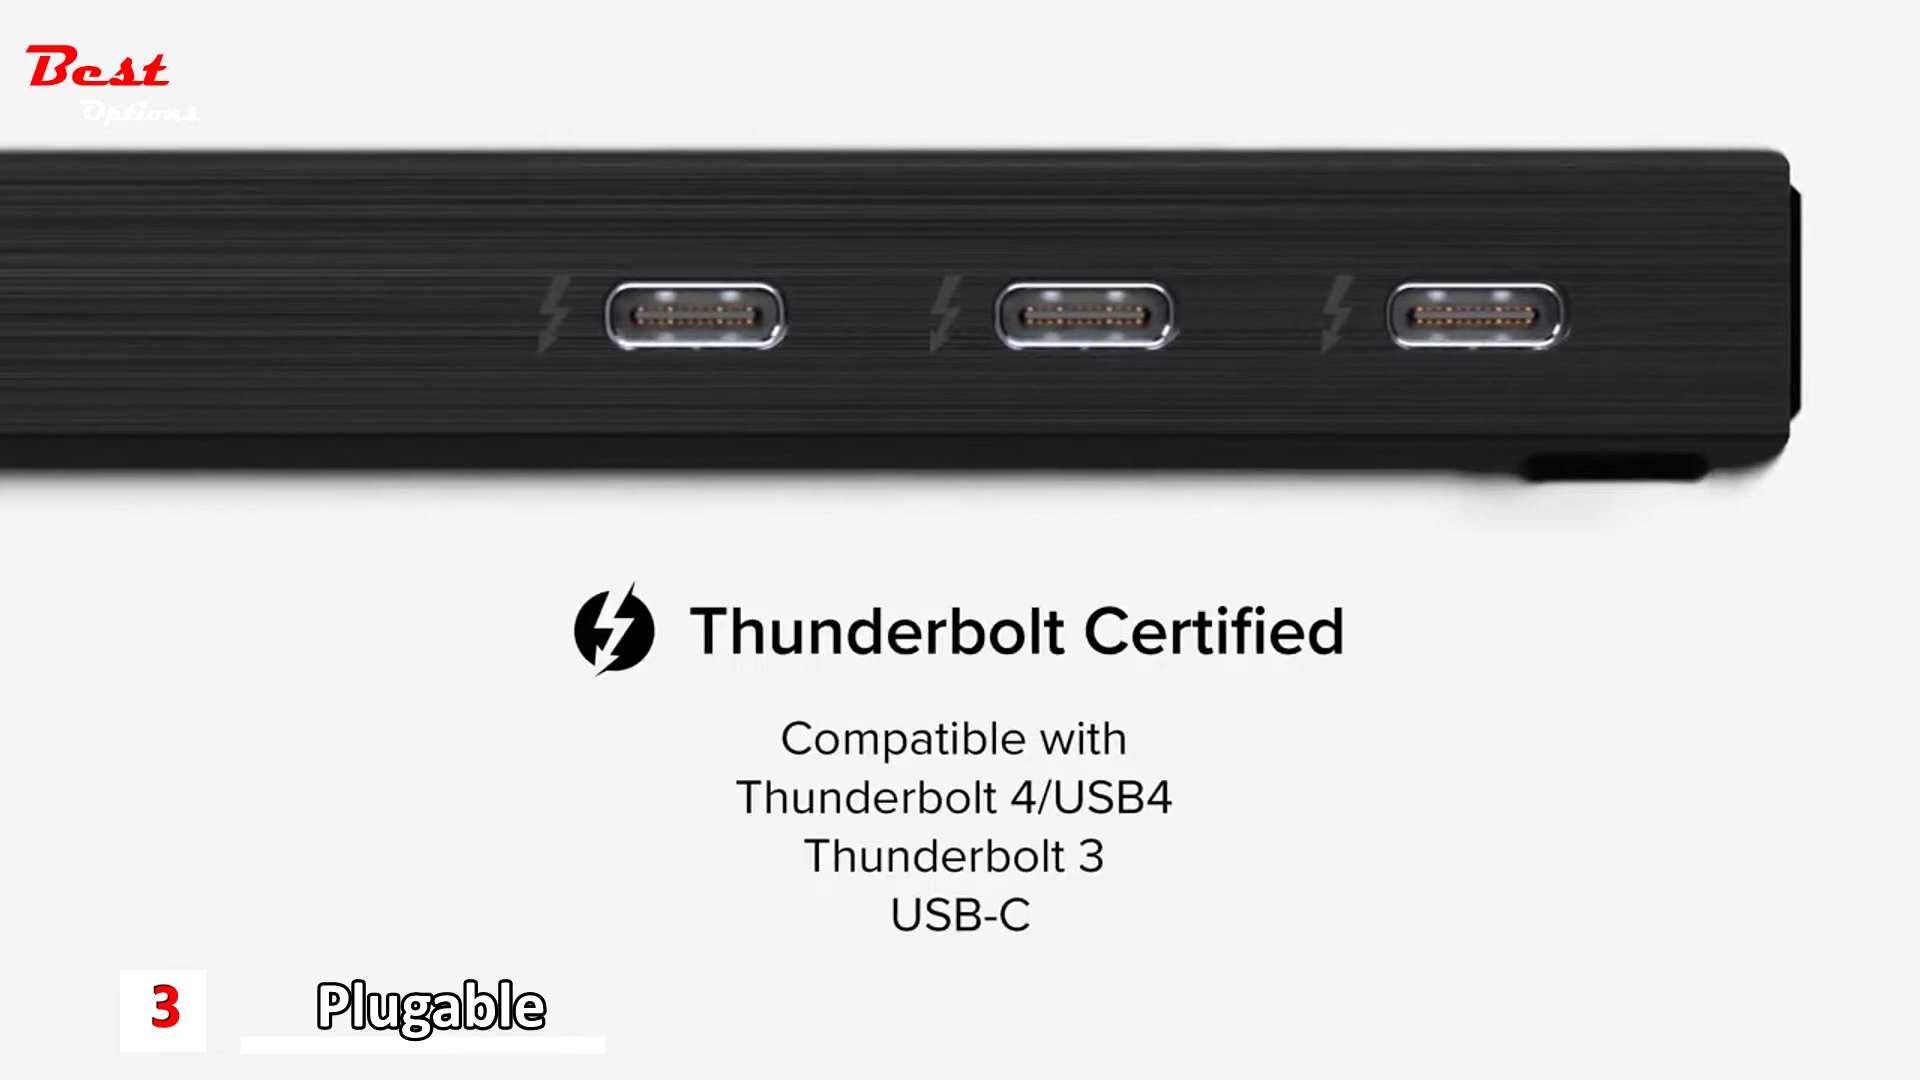 Best
Options
Thunderbolt Certified
Compatible with
Thunderbolt 4/USB4
Thunderbolt 3
USB-C
3 Plugable